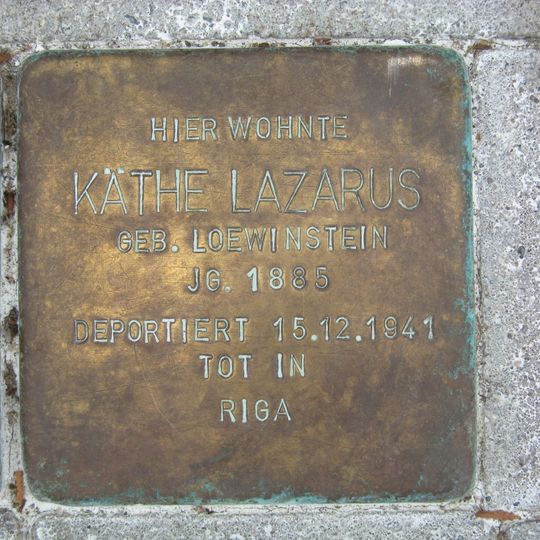 HIER WOHNTE
KÄTHE LAZARUS
GEB. LOEWINSTEIN
JG. 1885
DEPORTIERT 15.12.1941
TOT IN
RIGA